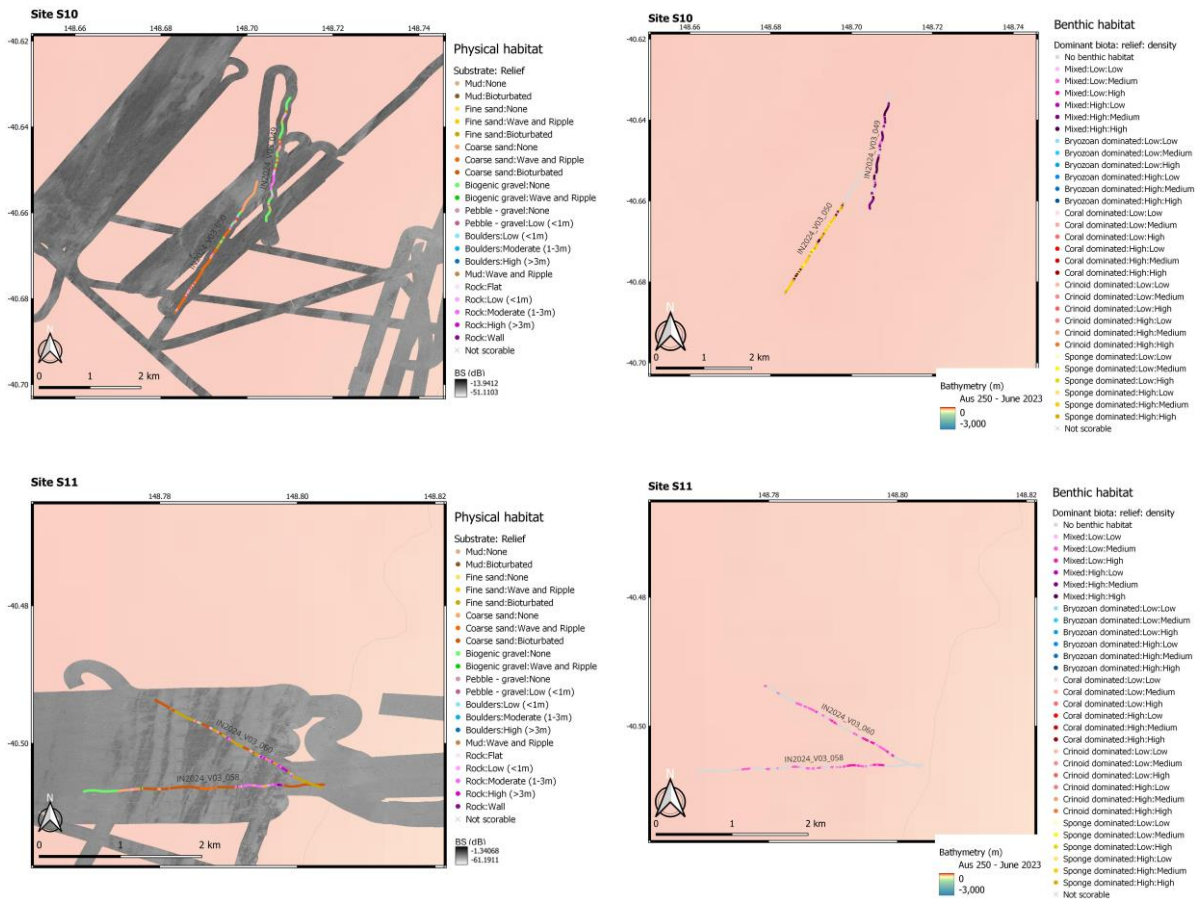 Site S10
148.66 148.68 148.70 148.72 148.74
-40.62
-40.64
-40.66
-40.68
-40.70
IN2024_V03_049
IN2024_V03_050
N
0 1 2 km
Physical habitat
Substrate: Relief
Mud:None
Mud:Bioturbated
Fine sand:None
Fine sand:Wave and Ripple
Fine sand:Bioturbated
Coarse sand:None
Coarse sand:Wave and Ripple
Coarse sand:Bioturbated
Biogenic gravel:None
Biogenic gravel:Wave and Ripple
Pebble - gravel:None
Pebble - gravel:Low (<1m)
Boulders:Low (<1m)
Boulders:Moderate (1-3m)
Boulders:High (>3m)
Mud:Wave and Ripple
Rock:Flat
Rock:Low (<1m)
Rock:Moderate (1-3m)
Rock:High (>3m)
Rock:Wall
Not scorable
BS (dB)
-13.9412
-51.1103
Site S10
148.66 148.68 148.70 148.72 148.74
-40.62
-40.64
-40.66
-40.68
-40.70
IN2024_V03_049
IN2024_V03_050
N
0 1 2 km
Bathymetry (m)
Aus 250 - June 2023
0
-3,000
Benthic habitat
Dominant biota: relief: density
No benthic habitat
Mixed:Low:Low
Mixed:Low:Medium
Mixed:Low:High
Mixed:High:Low
Mixed:High:Medium
Mixed:High:High
Bryozoan dominated:Low:Low
Bryozoan dominated:Low:Medium
Bryozoan dominated:Low:High
Bryozoan dominated:High:Low
Bryozoan dominated:High:Medium
Bryozoan dominated:High:High
Coral dominated:Low:Low
Coral dominated:Low:Medium
Coral dominated:Low:High
Coral dominated:High:Low
Coral dominated:High:Medium
Coral dominated:High:High
Crinoid dominated:Low:Low
Crinoid dominated:Low:Medium
Crinoid dominated:Low:High
Crinoid dominated:High:Low
Crinoid dominated:High:Medium
Crinoid dominated:High:High
Sponge dominated:Low:Low
Sponge dominated:Low:Medium
Sponge dominated:Low:High
Sponge dominated:High:Low
Sponge dominated:High:Medium
Sponge dominated:High:High
Not scorable
Site S11
148.78 148.80 148.82
-40.48
-40.50
IN2024_V03_060
IN2024_V03_058
N
0 1 2 km
Physical habitat
Substrate: Relief
Mud:None
Mud:Bioturbated
Fine sand:None
Fine sand:Wave and Ripple
Fine sand:Bioturbated
Coarse sand:None
Coarse sand:Wave and Ripple
Coarse sand:Bioturbated
Biogenic gravel:None
Biogenic gravel:Wave and Ripple
Pebble - gravel:None
Pebble - gravel:Low (<1m)
Boulders:Low (<1m)
Boulders:Moderate (1-3m)
Boulders:High (>3m)
Mud:Wave and Ripple
Rock:Flat
Rock:Low (<1m)
Rock:Moderate (1-3m)
Rock:High (>3m)
Rock:Wall
Not scorable
BS (dB)
-1.34068
-61.1911
Site S11
148.78 148.80 148.82
-40.48
-40.50
IN2024_V03_060
IN2024_V03_058
N
0 1 2 km
Bathymetry (m)
Aus 250 - June 2023
0
-3,000
Benthic habitat
Dominant biota: relief: density
No benthic habitat
Mixed:Low:Low
Mixed:Low:Medium
Mixed:Low:High
Mixed:High:Low
Mixed:High:Medium
Mixed:High:High
Bryozoan dominated:Low:Low
Bryozoan dominated:Low:Medium
Bryozoan dominated:Low:High
Bryozoan dominated:High:Low
Bryozoan dominated:High:Medium
Bryozoan dominated:High:High
Coral dominated:Low:Low
Coral dominated:Low:Medium
Coral dominated:Low:High
Coral dominated:High:Low
Coral dominated:High:Medium
Coral dominated:High:High
Crinoid dominated:Low:Low
Crinoid dominated:Low:Medium
Crinoid dominated:Low:High
Crinoid dominated:High:Low
Crinoid dominated:High:Medium
Crinoid dominated:High:High
Sponge dominated:Low:Low
Sponge dominated:Low:Medium
Sponge dominated:Low:High
Sponge dominated:High:Low
Sponge dominated:High:Medium
Sponge dominated:High:High
Not scorable